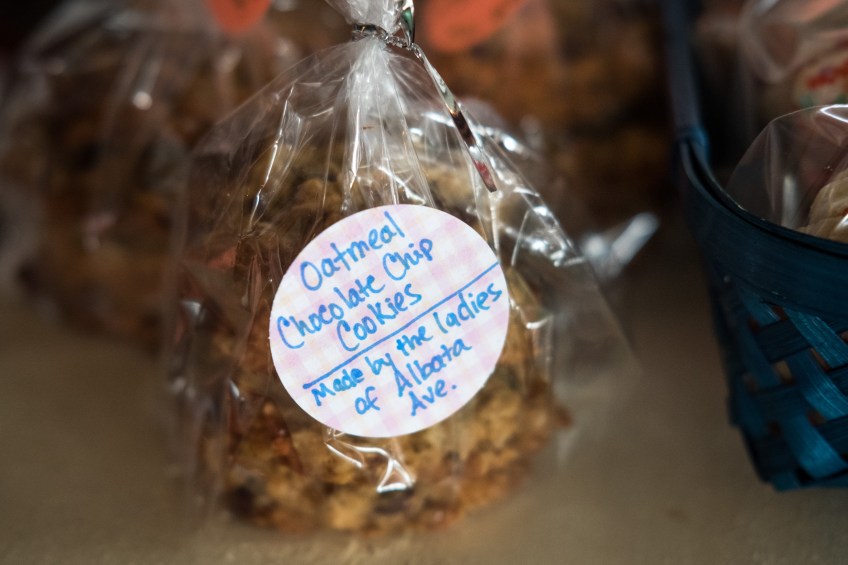 Oatmeal
Chocolate Chip
Cookies
Made by the ladies
of Albata
Ave.